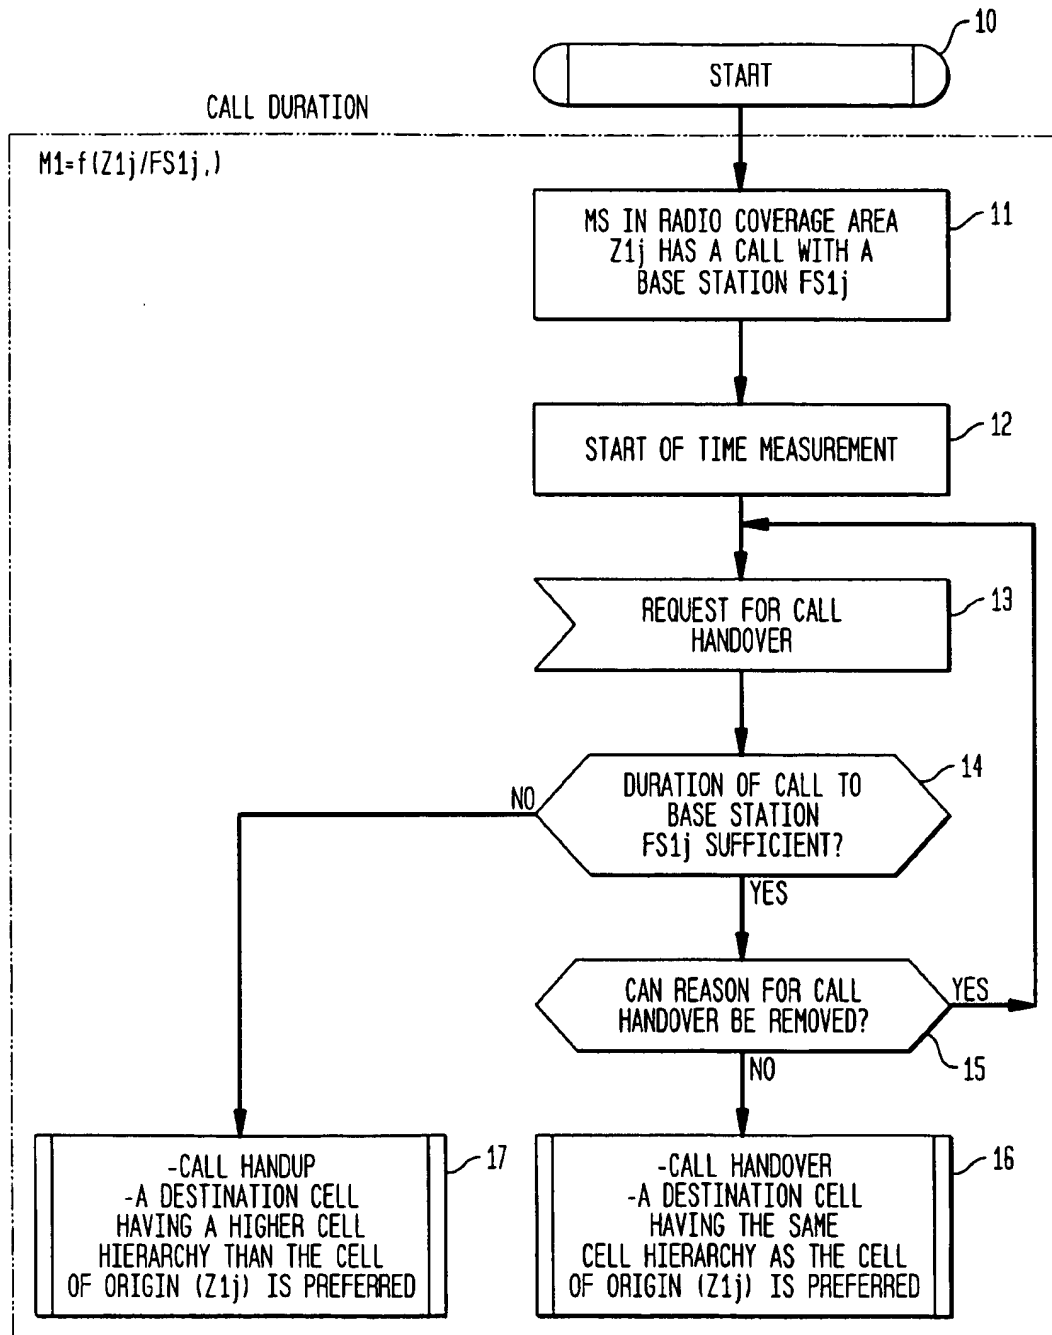 10
START
CALL DURATION
M1=f(Z1j/FS1j,)
MS IN RADIO COVERAGE AREA
Z1j HAS A CALL WITH A
BASE STATION FS1j
11
START OF TIME MEASUREMENT
12
REQUEST FOR CALL
HANDOVER
13
DURATION OF CALL TO
BASE STATION
FS1j SUFFICIENT?
14
NO
YES
CAN REASON FOR CALL
HANDOVER BE REMOVED?
YES
15
NO
-CALL HANDUP
-A DESTINATION CELL
HAVING A HIGHER CELL
HIERARCHY THAN THE CELL
OF ORIGIN (Z1j) IS PREFERRED
17
-CALL HANDOVER
-A DESTINATION CELL
HAVING THE SAME
CELL HIERARCHY AS THE CELL
OF ORIGIN (Z1j) IS PREFERRED
16